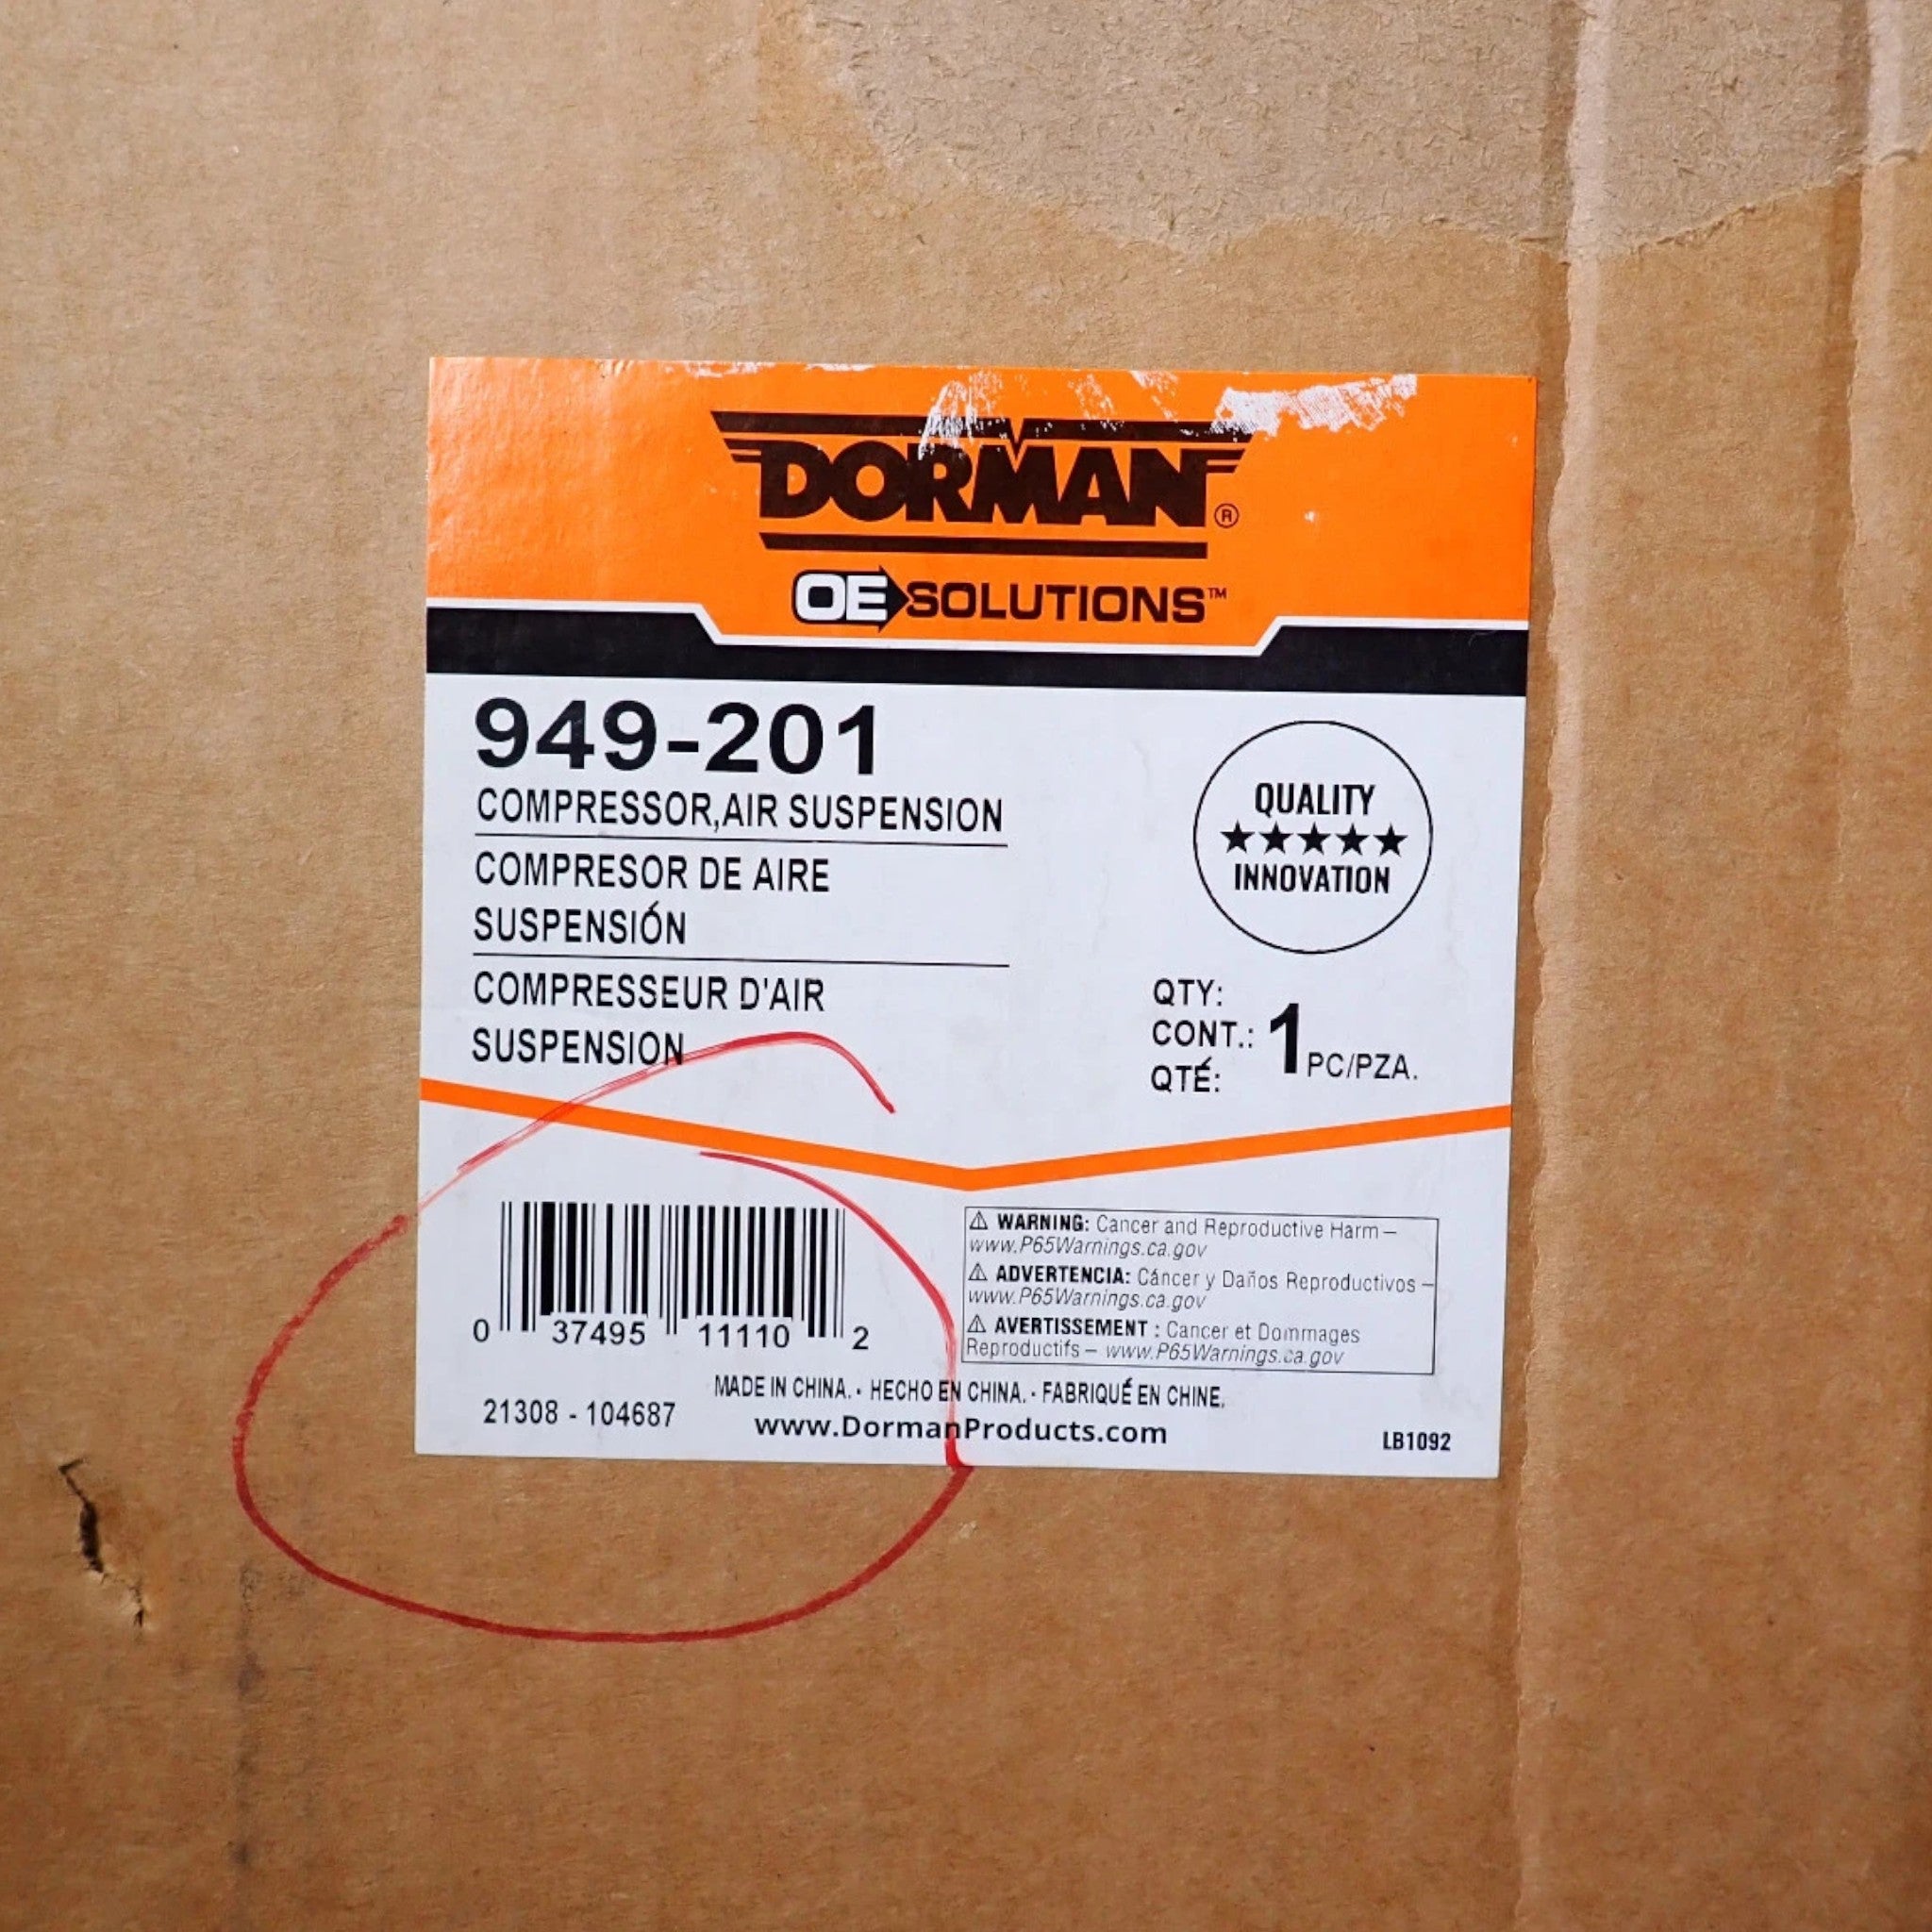 DORMAN®
OE SOLUTIONS™
949-201
COMPRESSOR,AIR SUSPENSION
COMPRESOR DE AIRE
SUSPENSIÓN
COMPRESSEUR D'AIR
SUSPENSION
QUALITY
★★★★★
INNOVATION
QTY:
CONT.: 1 PC/PZA.
QTÉ:
0 37495 11110 2
21308 - 104687
⚠ WARNING: Cancer and Reproductive Harm –
www.P65Warnings.ca.gov
⚠ ADVERTENCIA: Cáncer y Daños Reproductivos –
www.P65Warnings.ca.gov
⚠ AVERTISSEMENT : Cancer et Dommages
Reproductifs – www.P65Warnings.ca.gov
MADE IN CHINA. • HECHO EN CHINA. • FABRIQUÉ EN CHINE.
www.DormanProducts.com
LB1092